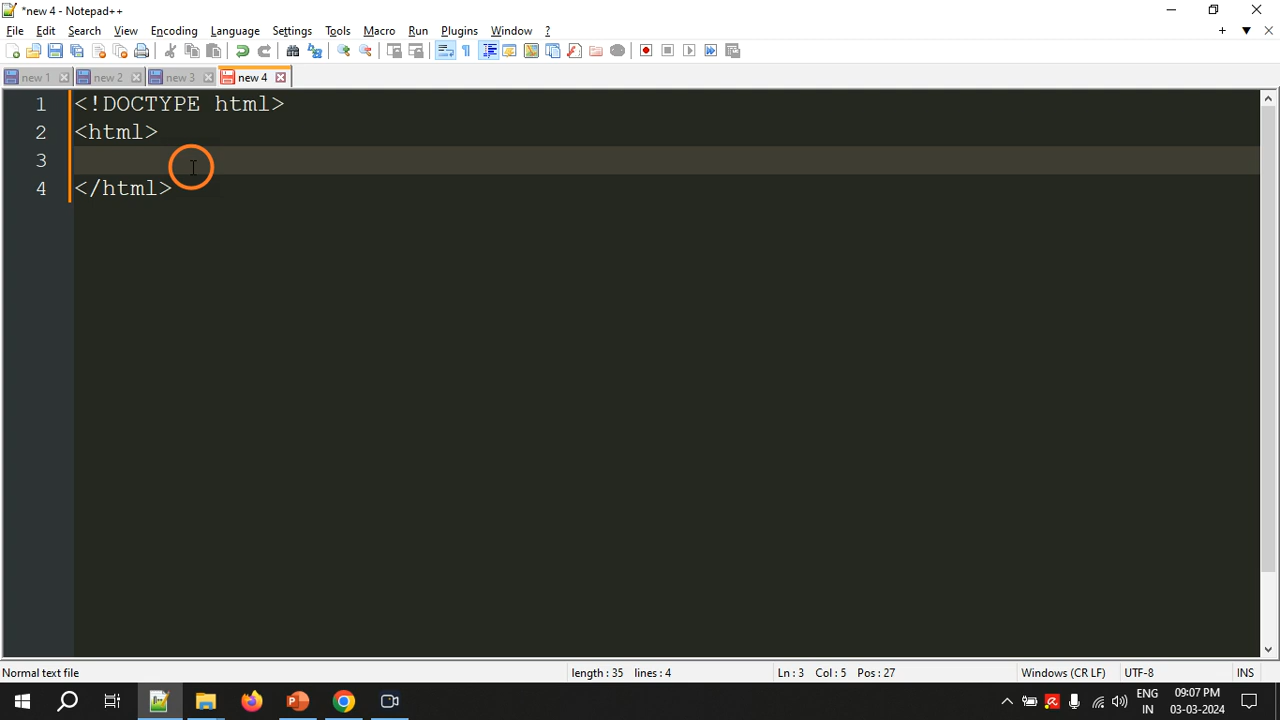 *new 4 - Notepad++
File Edit Search View Encoding Language Settings Tools Macro Run Plugins Window ?
new 1 new 2 new 3 new 4
1 <!DOCTYPE html>
2 <html>
3
4 </html>
Normal text file length : 35 lines : 4 Ln : 3 Col : 5 Pos : 27 Windows (CR LF) UTF-8 INS
ENG 09:07 PM
IN 03-03-2024